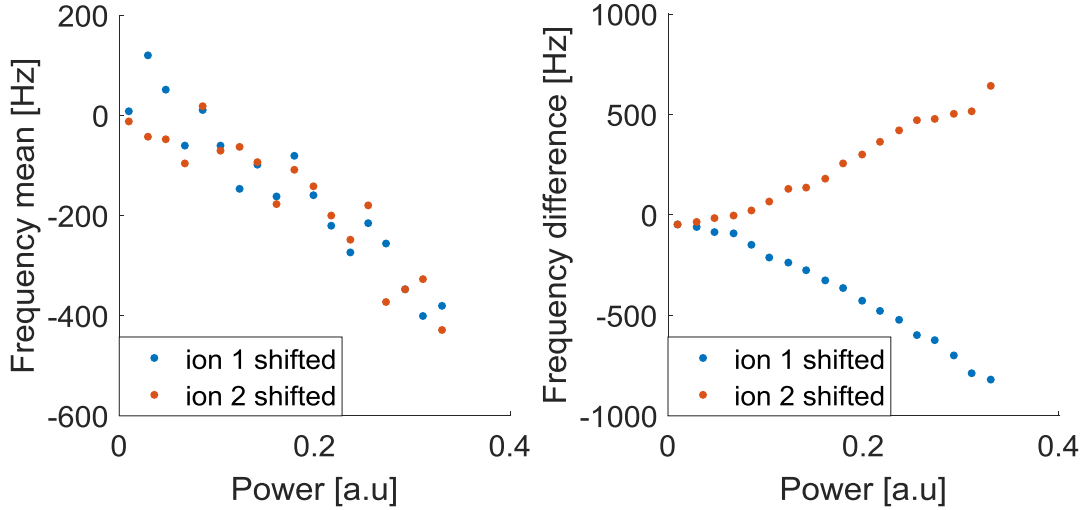 Frequency mean [Hz]
200
0
-200
-400
-600
ion 1 shifted
ion 2 shifted
0
0.2
0.4
Power [a.u]
Frequency difference [Hz]
1000
500
0
-500
-1000
ion 1 shifted
ion 2 shifted
0
0.2
0.4
Power [a.u]